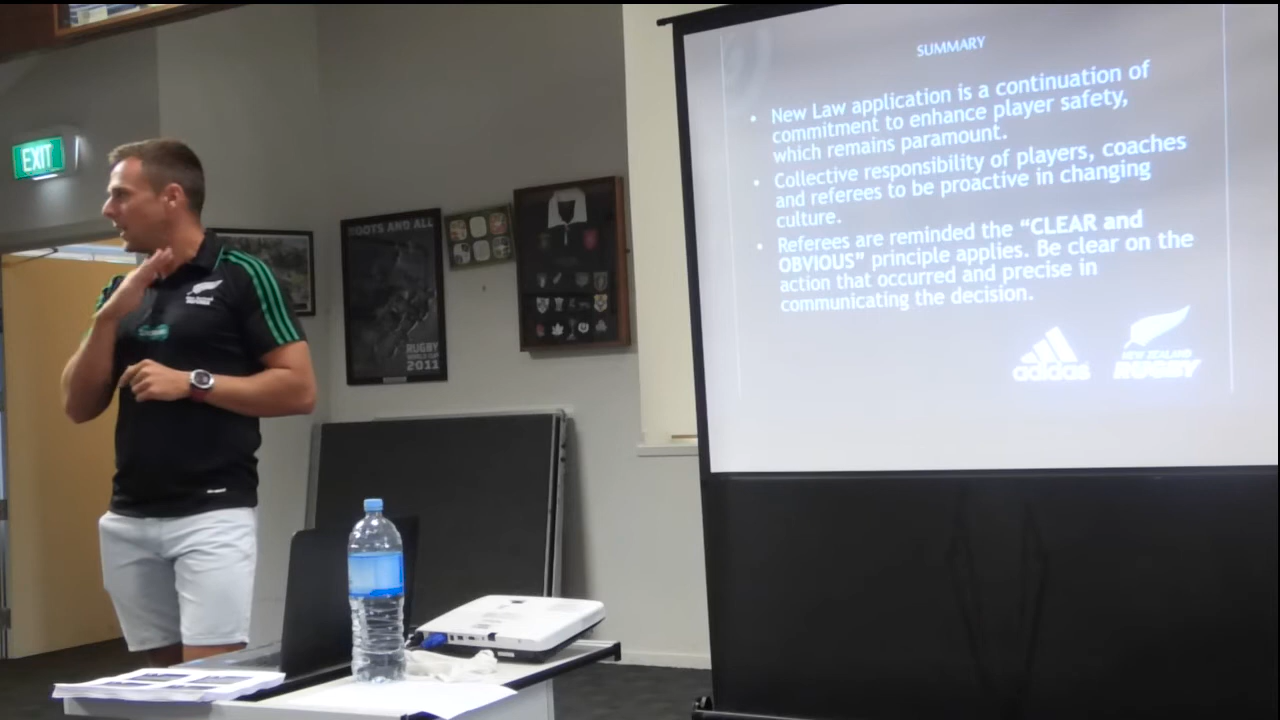 EXIT
BOOTS AND ALL
RUGBY
WORLD CUP
2011
SUMMARY
• New Law application is a continuation of
commitment to enhance player safety,
which remains paramount.
• Collective responsibility of players, coaches
and referees to be proactive in changing
culture.
• Referees are reminded the “CLEAR and
OBVIOUS” principle applies. Be clear on the
action that occurred and precise in
communicating the decision.
adidas
NEW ZEALAND
RUGBY